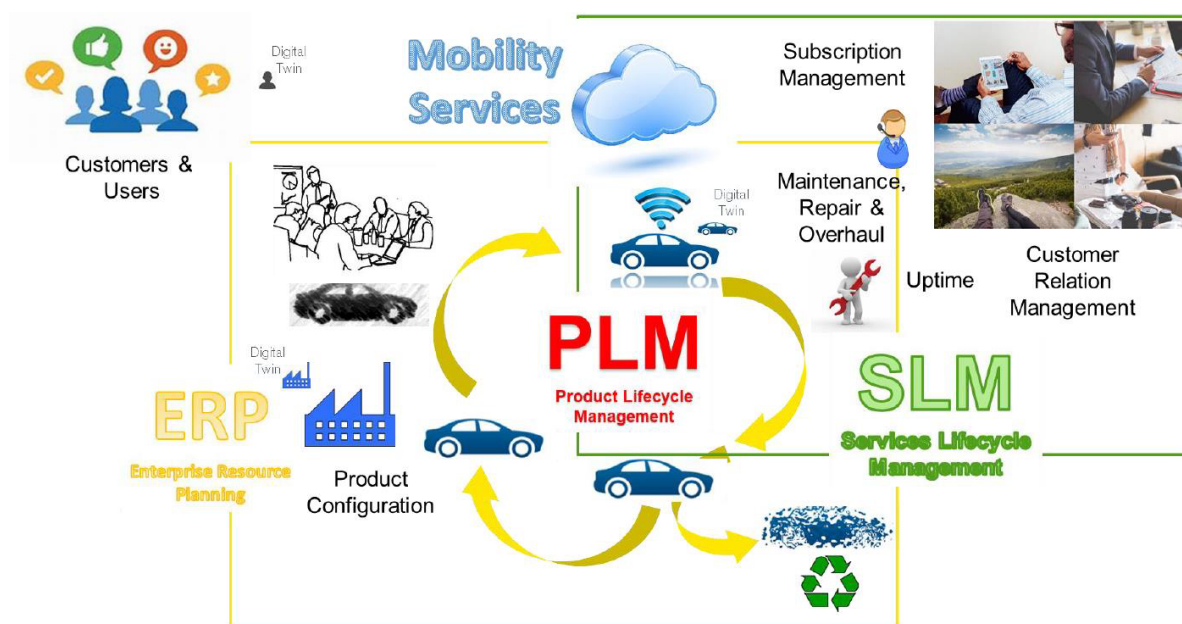 Digital
Twin
Mobility
Services
Subscription
Management
Customers &
Users
Maintenance,
Repair &
Overhaul
Digital
Twin
Uptime
Customer
Relation
Management
PLM
Product Lifecycle
Management
Digital
Twin
ERP
Enterprise Resource
Planning
Product
Configuration
SLM
Services Lifecycle
Management